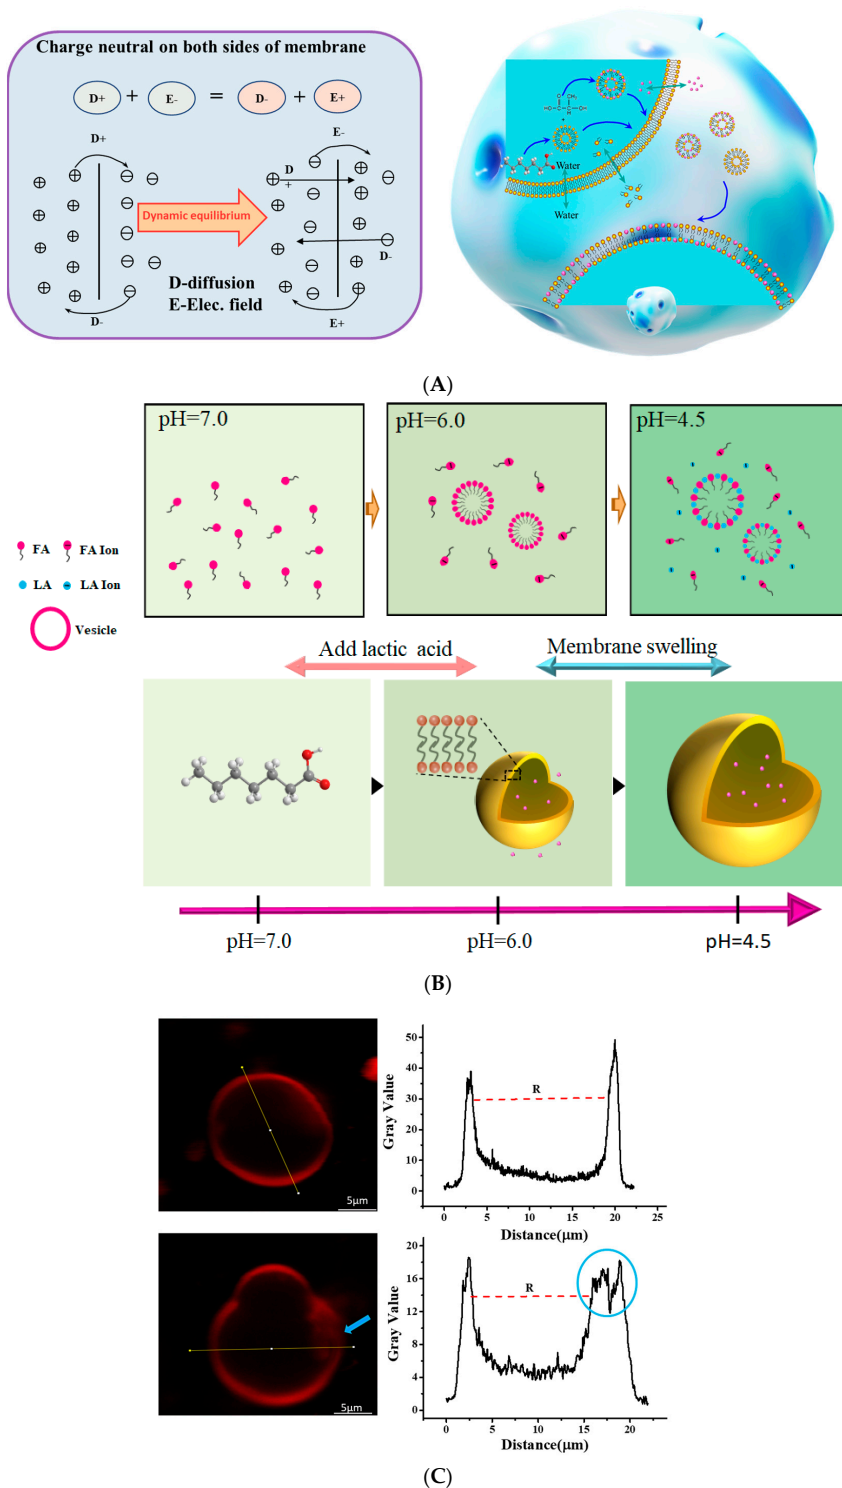 Charge neutral on both sides of membrane
D+ + E- = D- + E+
D+
E-
D
+
Dynamic equilibrium
D-
D-diffusion
E-Elec. field
D-
E+
Water
Water
(A)
pH=7.0
pH=6.0
pH=4.5
FA FA Ion
LA LA Ion
Vesicle
Add lactic acid
Membrane swelling
pH=7.0
pH=6.0
pH=4.5
(B)
5μm
50
40
30
20
10
0
Gray Value
R
0 5 10 15 20 25
Distance(μm)
5μm
20
16
12
8
4
0
Gray Value
R
0 5 10 15 20
Distance(μm)
(C)